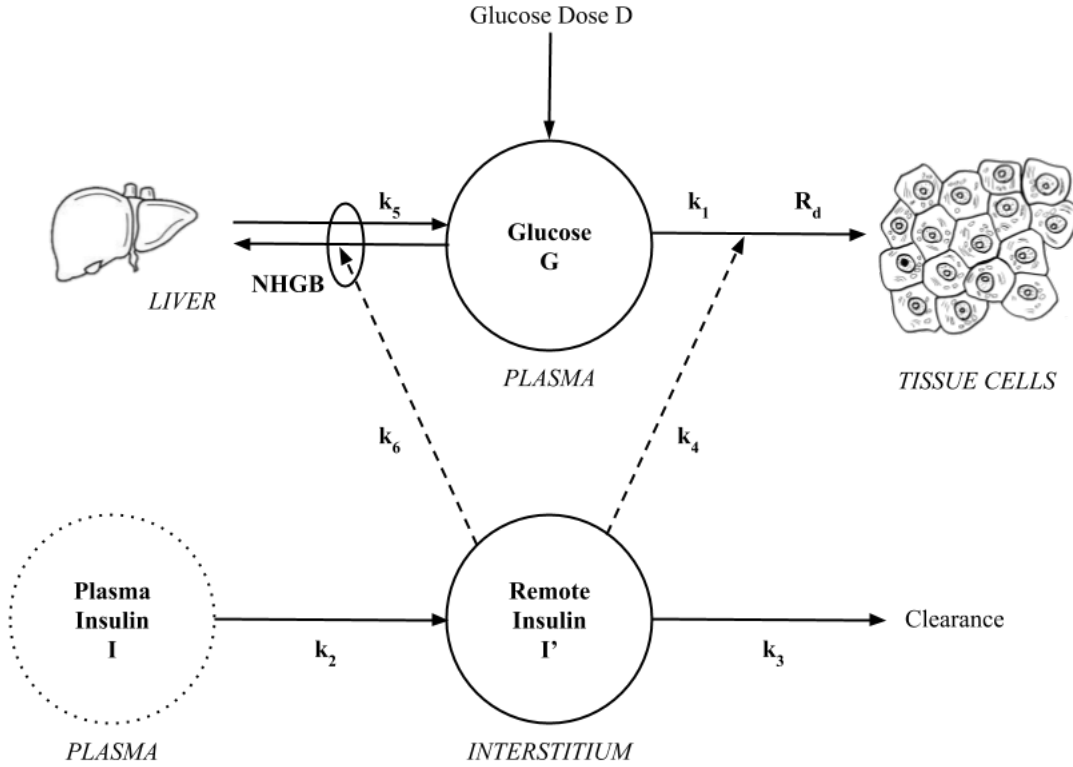 Glucose Dose D
k5
k1
Rd
Glucose
G
NHGB
LIVER
PLASMA
TISSUE CELLS
k6
k4
Plasma
Insulin
I
Remote
Insulin
I’
Clearance
k2
k3
PLASMA
INTERSTITIUM